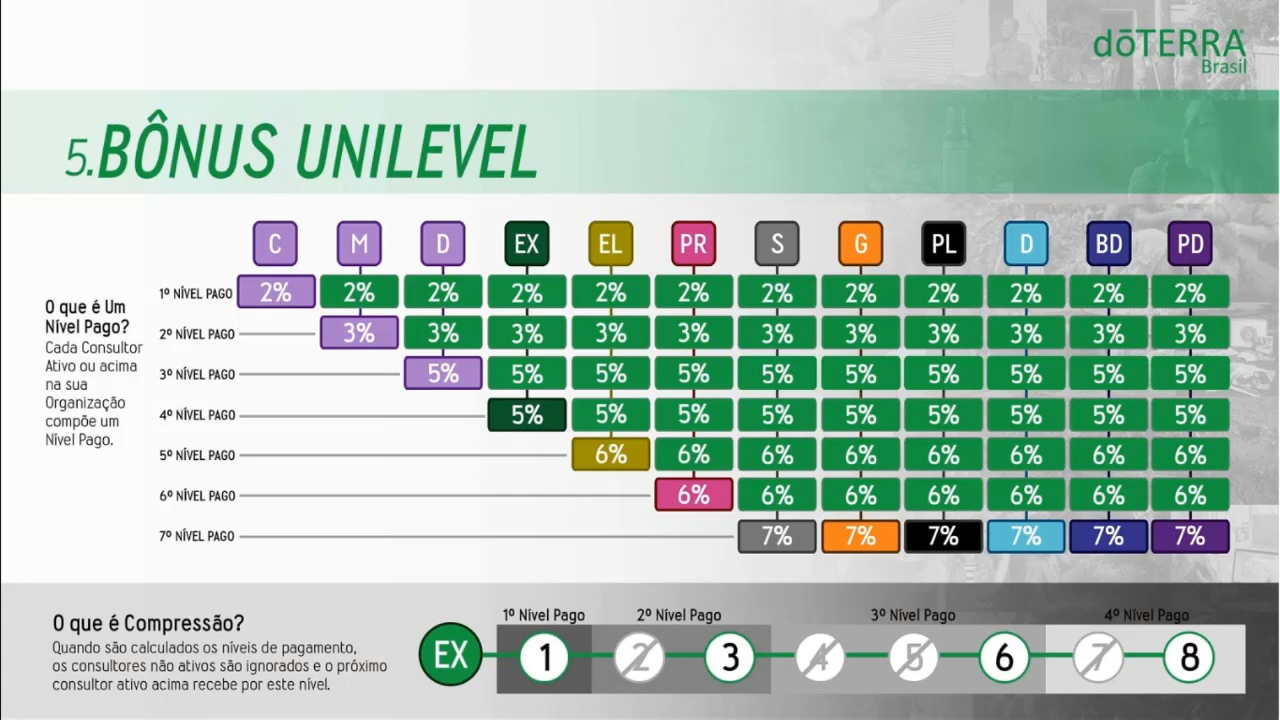 dōTERRA
Brasil
5.BÔNUS UNILEVEL
C M D EX EL PR S G PL D BD PD
O que é Um
Nível Pago?
Cada Consultor
Ativo ou acima
na sua
Organização
compõe um
Nível Pago.
1º NÍVEL PAGO 2% 2% 2% 2% 2% 2% 2% 2% 2% 2% 2% 2%
2º NÍVEL PAGO 3% 3% 3% 3% 3% 3% 3% 3% 3% 3% 3%
3º NÍVEL PAGO 5% 5% 5% 5% 5% 5% 5% 5% 5% 5%
4º NÍVEL PAGO 5% 5% 5% 5% 5% 5% 5% 5% 5%
5º NÍVEL PAGO 6% 6% 6% 6% 6% 6% 6% 6%
6º NÍVEL PAGO 6% 6% 6% 6% 6% 6% 6%
7º NÍVEL PAGO 7% 7% 7% 7% 7% 7%
O que é Compressão?
Quando são calculados os níveis de pagamento,
os consultores não ativos são ignorados e o próximo
consultor ativo acima recebe por este nível.
1º Nível Pago 2º Nível Pago 3º Nível Pago 4º Nível Pago
EX 1 2 3 4 5 6 7 8